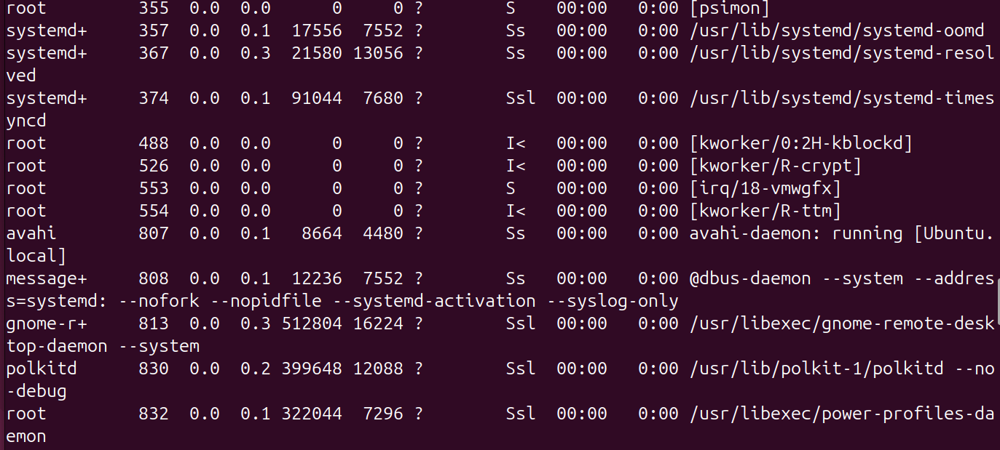 root         355  0.0  0.0      0     0 ?        S    00:00   0:00 [psimon]
systemd+     357  0.0  0.1  17556  7552 ?        Ss   00:00   0:00 /usr/lib/systemd/systemd-oomd
systemd+     367  0.0  0.3  21580 13056 ?        Ss   00:00   0:00 /usr/lib/systemd/systemd-resol
ved
systemd+     374  0.0  0.1  91044  7680 ?        Ssl  00:00   0:00 /usr/lib/systemd/systemd-times
yncd
root         488  0.0  0.0      0     0 ?        I<   00:00   0:00 [kworker/0:2H-kblockd]
root         526  0.0  0.0      0     0 ?        I<   00:00   0:00 [kworker/R-crypt]
root         553  0.0  0.0      0     0 ?        S    00:00   0:00 [irq/18-vmwgfx]
root         554  0.0  0.0      0     0 ?        I<   00:00   0:00 [kworker/R-ttm]
avahi        807  0.0  0.1   8664  4480 ?        Ss   00:00   0:00 avahi-daemon: running [Ubuntu.
local]
message+     808  0.0  0.1  12236  7552 ?        Ss   00:00   0:00 @dbus-daemon --system --addres
s=systemd: --nofork --nopidfile --systemd-activation --syslog-only
gnome-r+     813  0.0  0.3 512804 16224 ?        Ssl  00:00   0:00 /usr/libexec/gnome-remote-desk
top-daemon --system
polkitd      830  0.0  0.2 399648 12088 ?        Ssl  00:00   0:00 /usr/lib/polkit-1/polkitd --no
-debug
root         832  0.0  0.1 322044  7296 ?        Ssl  00:00   0:00 /usr/libexec/power-profiles-da
emon